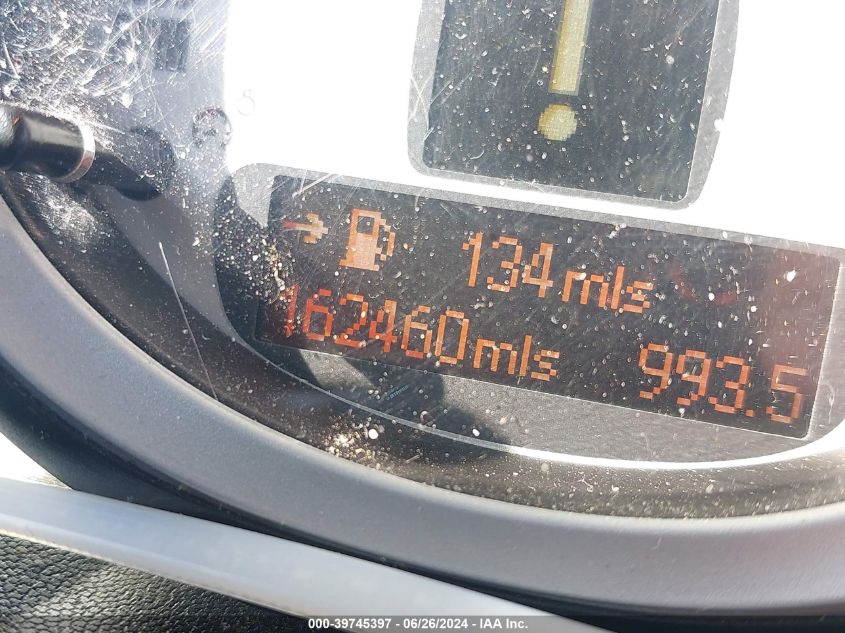 !
→ 134 mls
162460 mls 993.5
000-39745397 | 06/26/2024 | IAA Inc.